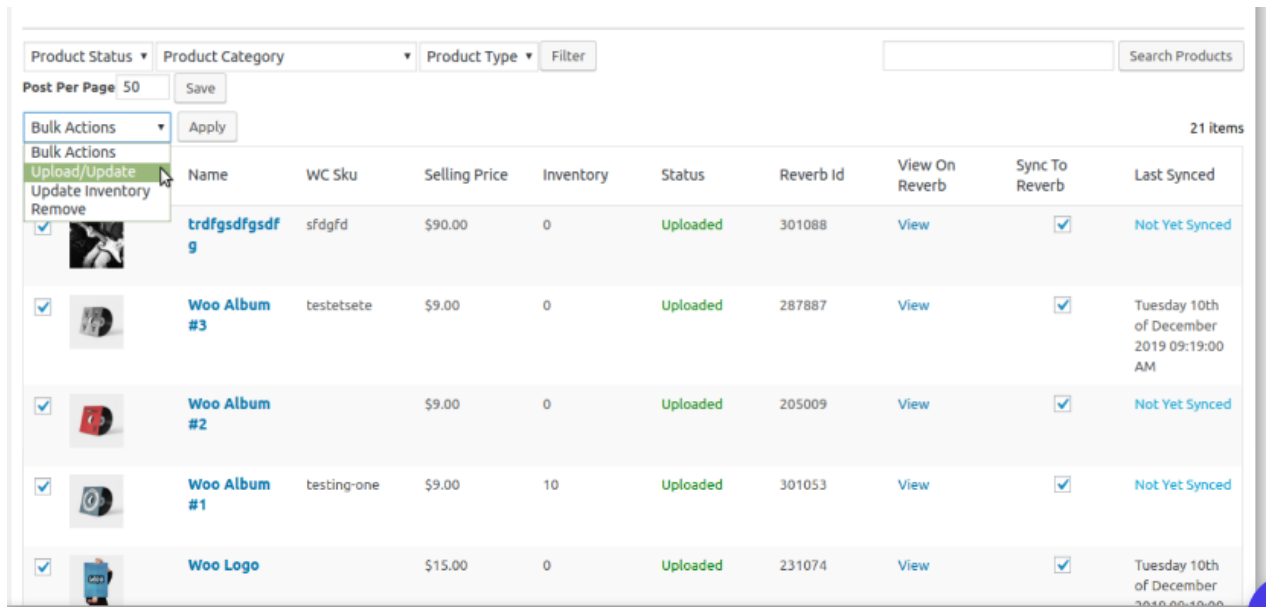 Product Status Product Category Product Type Filter Search Products
Post Per Page 50 Save
Bulk Actions Apply 21 items
Bulk Actions
Upload/Update
Update Inventory
Remove
Name WC Sku Selling Price Inventory Status Reverb Id View On Reverb Sync To Reverb Last Synced
trdfgsdfgsdf sfdgfd $90.00 0 Uploaded 301088 View Not Yet Synced
g
Woo Album testetsete $9.00 0 Uploaded 287887 View Tuesday 10th
#3 of December
2019 09:19:00
AM
Woo Album $9.00 0 Uploaded 205009 View Not Yet Synced
#2
Woo Album testing-one $9.00 10 Uploaded 301053 View Not Yet Synced
#1
Woo Logo $15.00 0 Uploaded 231074 View Tuesday 10th
of December
2019 09:19:00